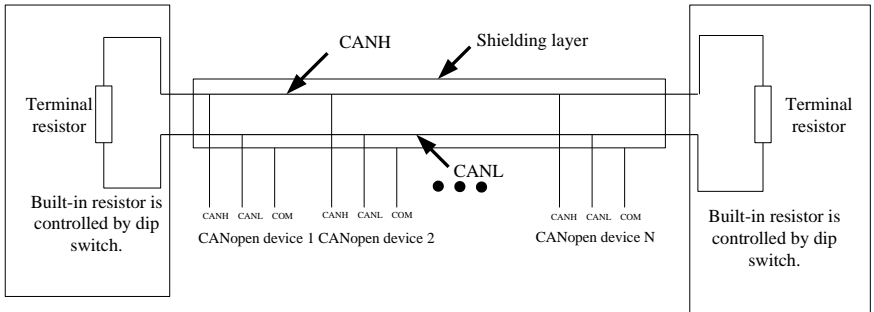 CANH
Shielding layer
Terminal
resistor
Terminal
resistor
CANL
Built-in resistor is
controlled by dip
switch.
CANH CANL COM CANH CANL COM CANH CANL COM
CANopen device 1 CANopen device 2 CANopen device N
Built-in resistor is
controlled by dip
switch.